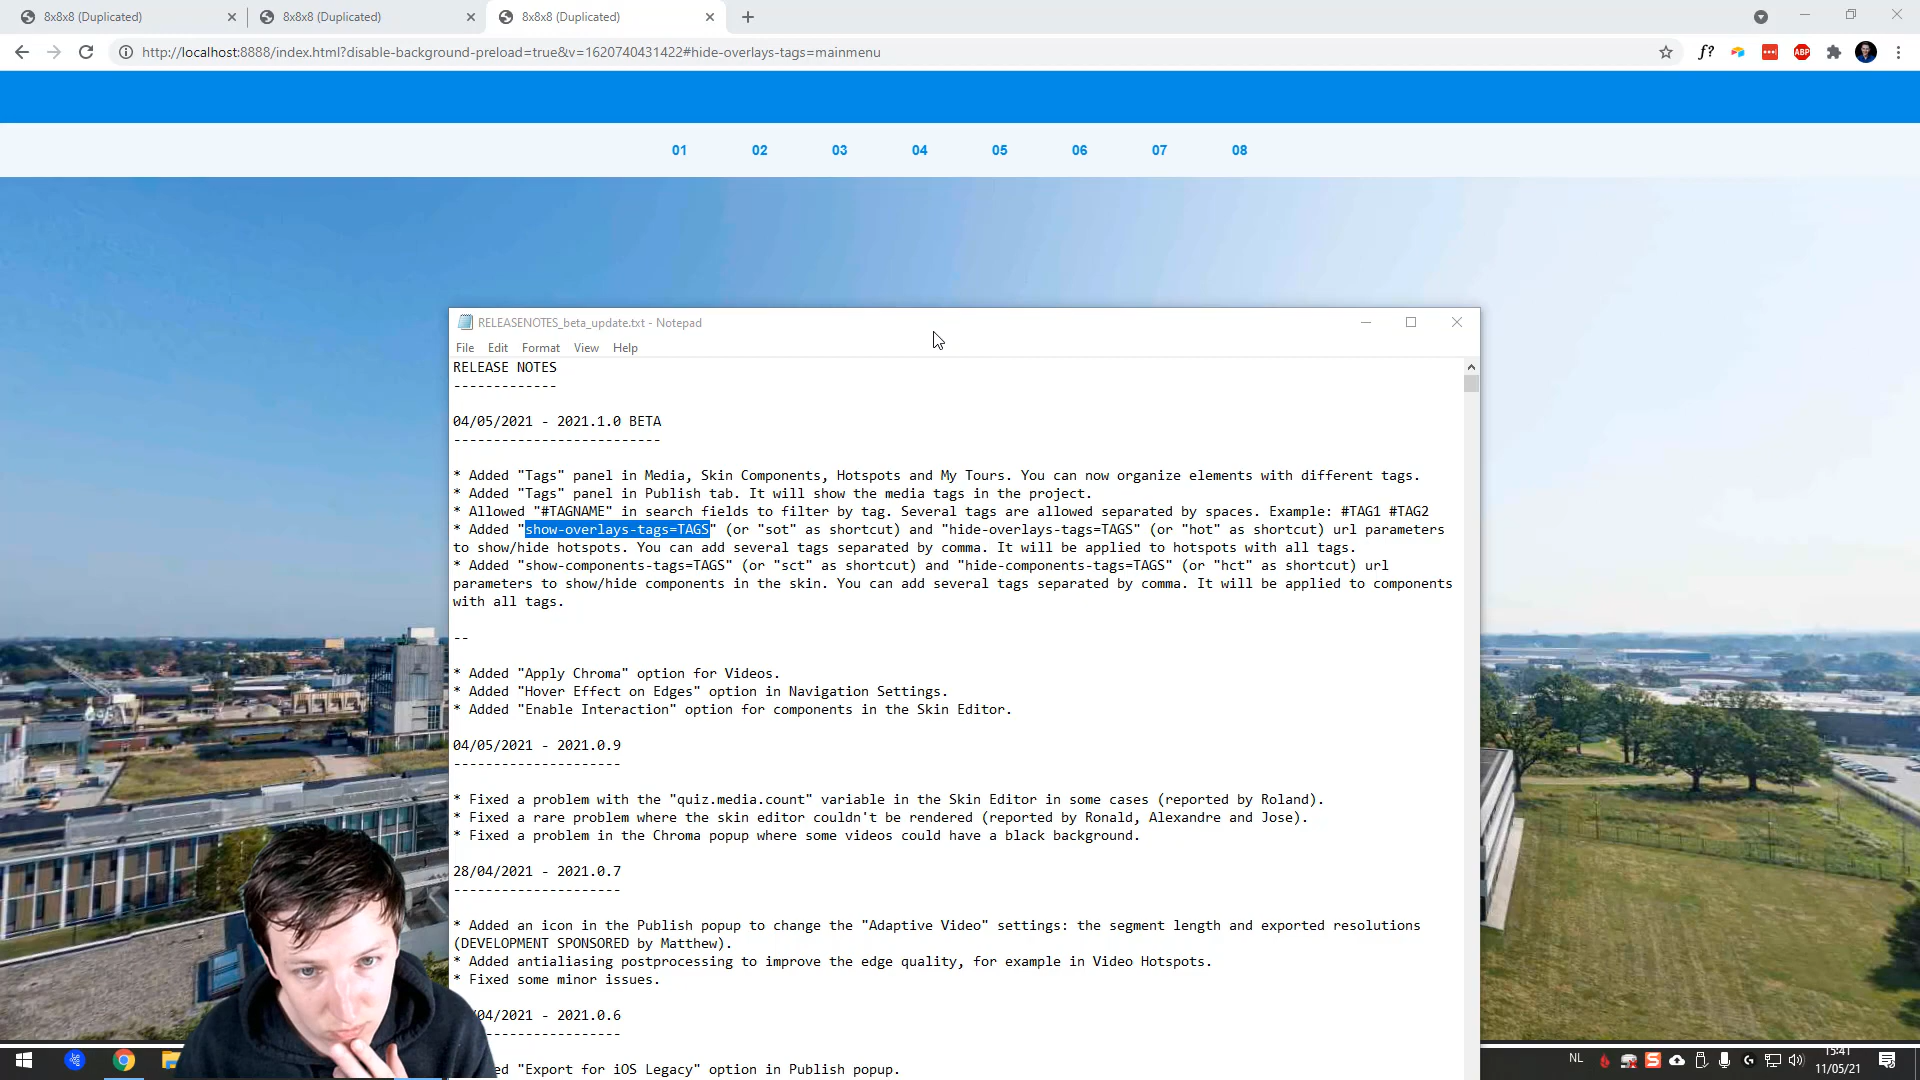 8x8x8 (Duplicated)
8x8x8 (Duplicated)
8x8x8 (Duplicated)
http://localhost:8888/index.html?disable-background-preload=true&v=1620740431422#hide-overlays-tags=mainmenu
f?
ABP
01 02 03 04 05 06 07 08
RELEASENOTES_beta_update.txt - Notepad
File Edit Format View Help
RELEASE NOTES
-------------
04/05/2021 - 2021.1.0 BETA
--------------------------
* Added "Tags" panel in Media, Skin Components, Hotspots and My Tours. You can now organize elements with different tags.
* Added "Tags" panel in Publish tab. It will show the media tags in the project.
* Allowed "#TAGNAME" in search fields to filter by tag. Several tags are allowed separated by spaces. Example: #TAG1 #TAG2
* Added "show-overlays-tags=TAGS" (or "sot" as shortcut) and "hide-overlays-tags=TAGS" (or "hot" as shortcut) url parameters
to show/hide hotspots. You can add several tags separated by comma. It will be applied to hotspots with all tags.
* Added "show-components-tags=TAGS" (or "sct" as shortcut) and "hide-components-tags=TAGS" (or "hct" as shortcut) url
parameters to show/hide components in the skin. You can add several tags separated by comma. It will be applied to components
with all tags.
--
* Added "Apply Chroma" option for Videos.
* Added "Hover Effect on Edges" option in Navigation Settings.
* Added "Enable Interaction" option for components in the Skin Editor.
04/05/2021 - 2021.0.9
---------------------
* Fixed a problem with the "quiz.media.count" variable in the Skin Editor in some cases (reported by Roland).
* Fixed a rare problem where the skin editor couldn't be rendered (reported by Ronald, Alexandre and Jose).
* Fixed a problem in the Chroma popup where some videos could have a black background.
28/04/2021 - 2021.0.7
---------------------
* Added an icon in the Publish popup to change the "Adaptive Video" settings: the segment length and exported resolutions
(DEVELOPMENT SPONSORED by Matthew).
* Added antialiasing postprocessing to improve the edge quality, for example in Video Hotspots.
* Fixed some minor issues.
/04/2021 - 2021.0.6
-----------------
"Export for iOS Legacy" option in Publish popup.
NL
15:41
11/05/21